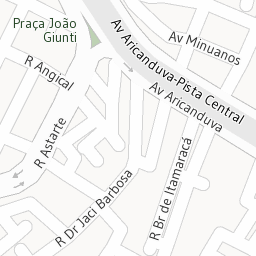 Praça João
Giunti
Av Minuanos
Av Aricanduva-Pista Central
Av Aricanduva
R Angical
R Astarte
R Dr Jaci Barbosa
R Br de Itamaracá